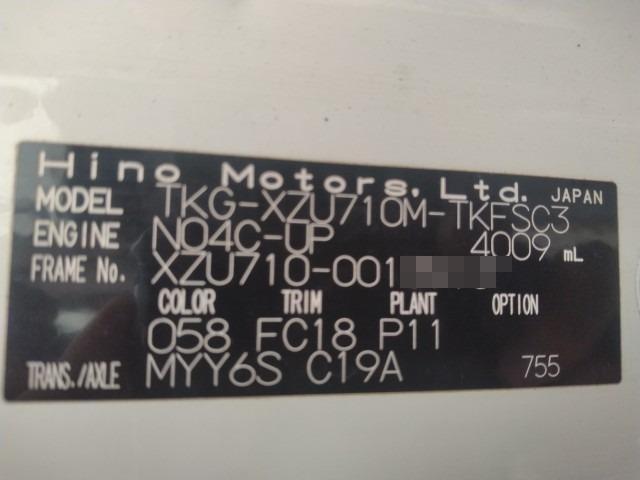 Hino Motors, Ltd. JAPAN
MODEL TKG-XZU710M-TKFSC3
ENGINE N04C-UP 4009 mL
FRAME No. XZU710-001
COLOR TRIM PLANT OPTION
058 FC18 P11
TRANS./AXLE MYY6S C19A 755